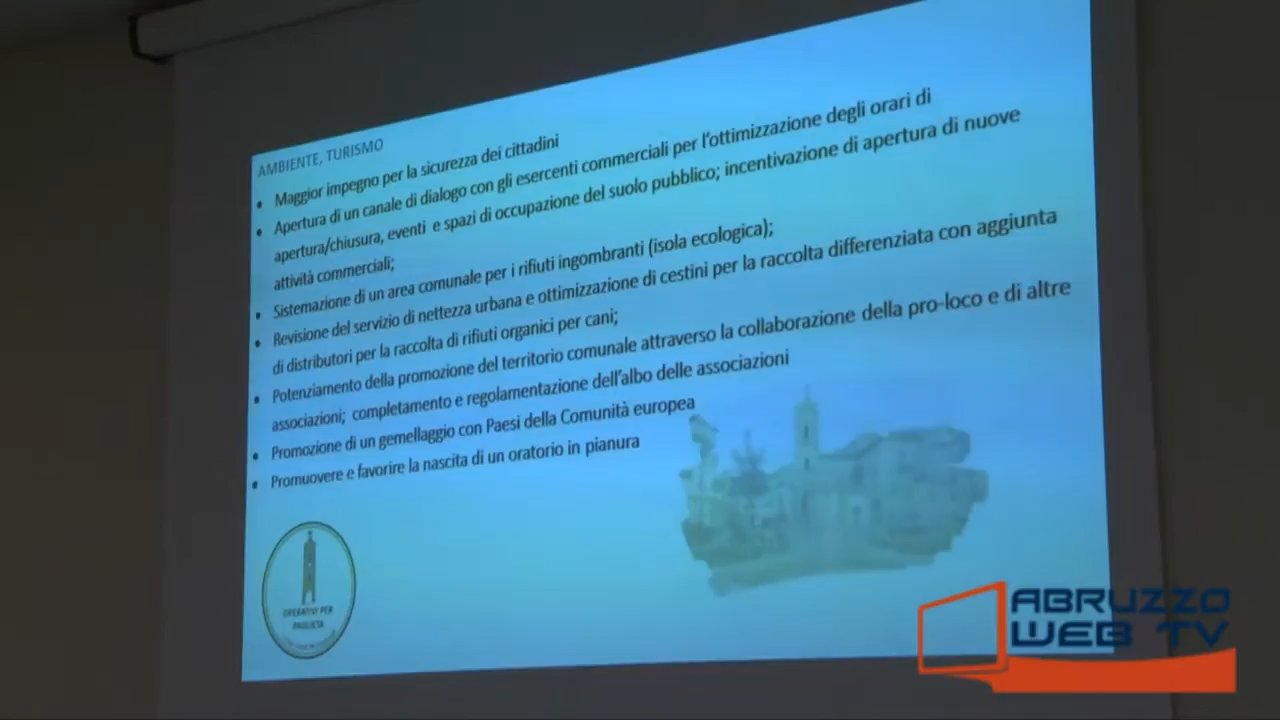 AMBIENTE, TURISMO
• Maggior impegno per la sicurezza dei cittadini
• Apertura di un canale di dialogo con gli esercenti commerciali per l'ottimizzazione degli orari di
apertura/chiusura, eventi e spazi di occupazione del suolo pubblico; incentivazione di apertura di nuove
attività commerciali;
• Sistemazione di un area comunale per i rifiuti ingombranti (isola ecologica);
• Revisione del servizio di nettezza urbana e ottimizzazione di cestini per la raccolta differenziata con aggiunta
di distributori per la raccolta di rifiuti organici per cani;
• Potenziamento della promozione del territorio comunale attraverso la collaborazione della pro-loco e di altre
associazioni; completamento e regolamentazione dell'albo delle associazioni
• Promozione di un gemellaggio con Paesi della Comunità europea
• Promuovere e favorire la nascita di un oratorio in pianura
OPERATIVI PER
PAGLIETA
ABRUZZO
WEB TV